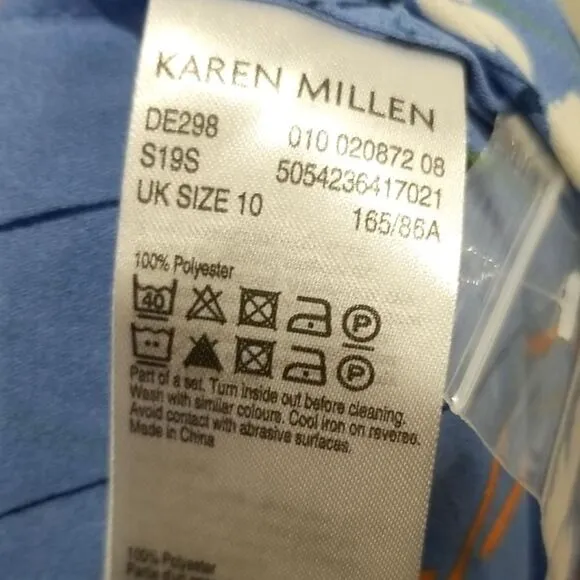 KAREN MILLEN
DE298 010 020872 08
S19S 5054236417021
UK SIZE 10 165/86A
100% Polyester
40 P
P
Part of a set. Turn inside out before cleaning.
Wash with similar colours. Cool iron on reverse.
Avoid contact with abrasive surfaces.
Made in China
100% Polyester